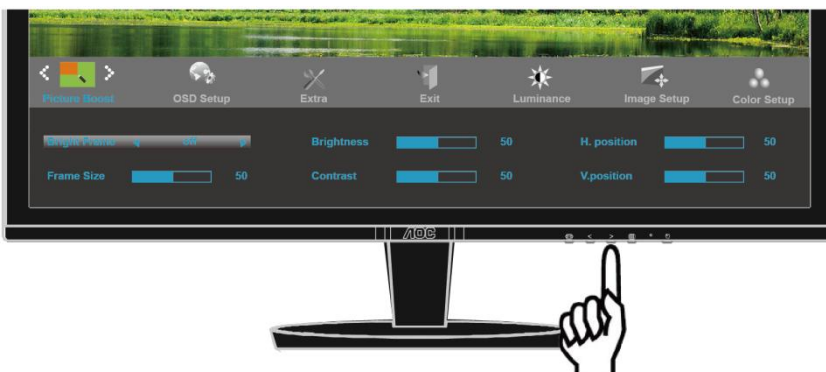 Picture Boost OSD Setup Extra Exit Luminance Image Setup Color Setup
Bright Frame off Brightness 50 H. position 50
Frame Size 50 Contrast 50 V.position 50
AOC